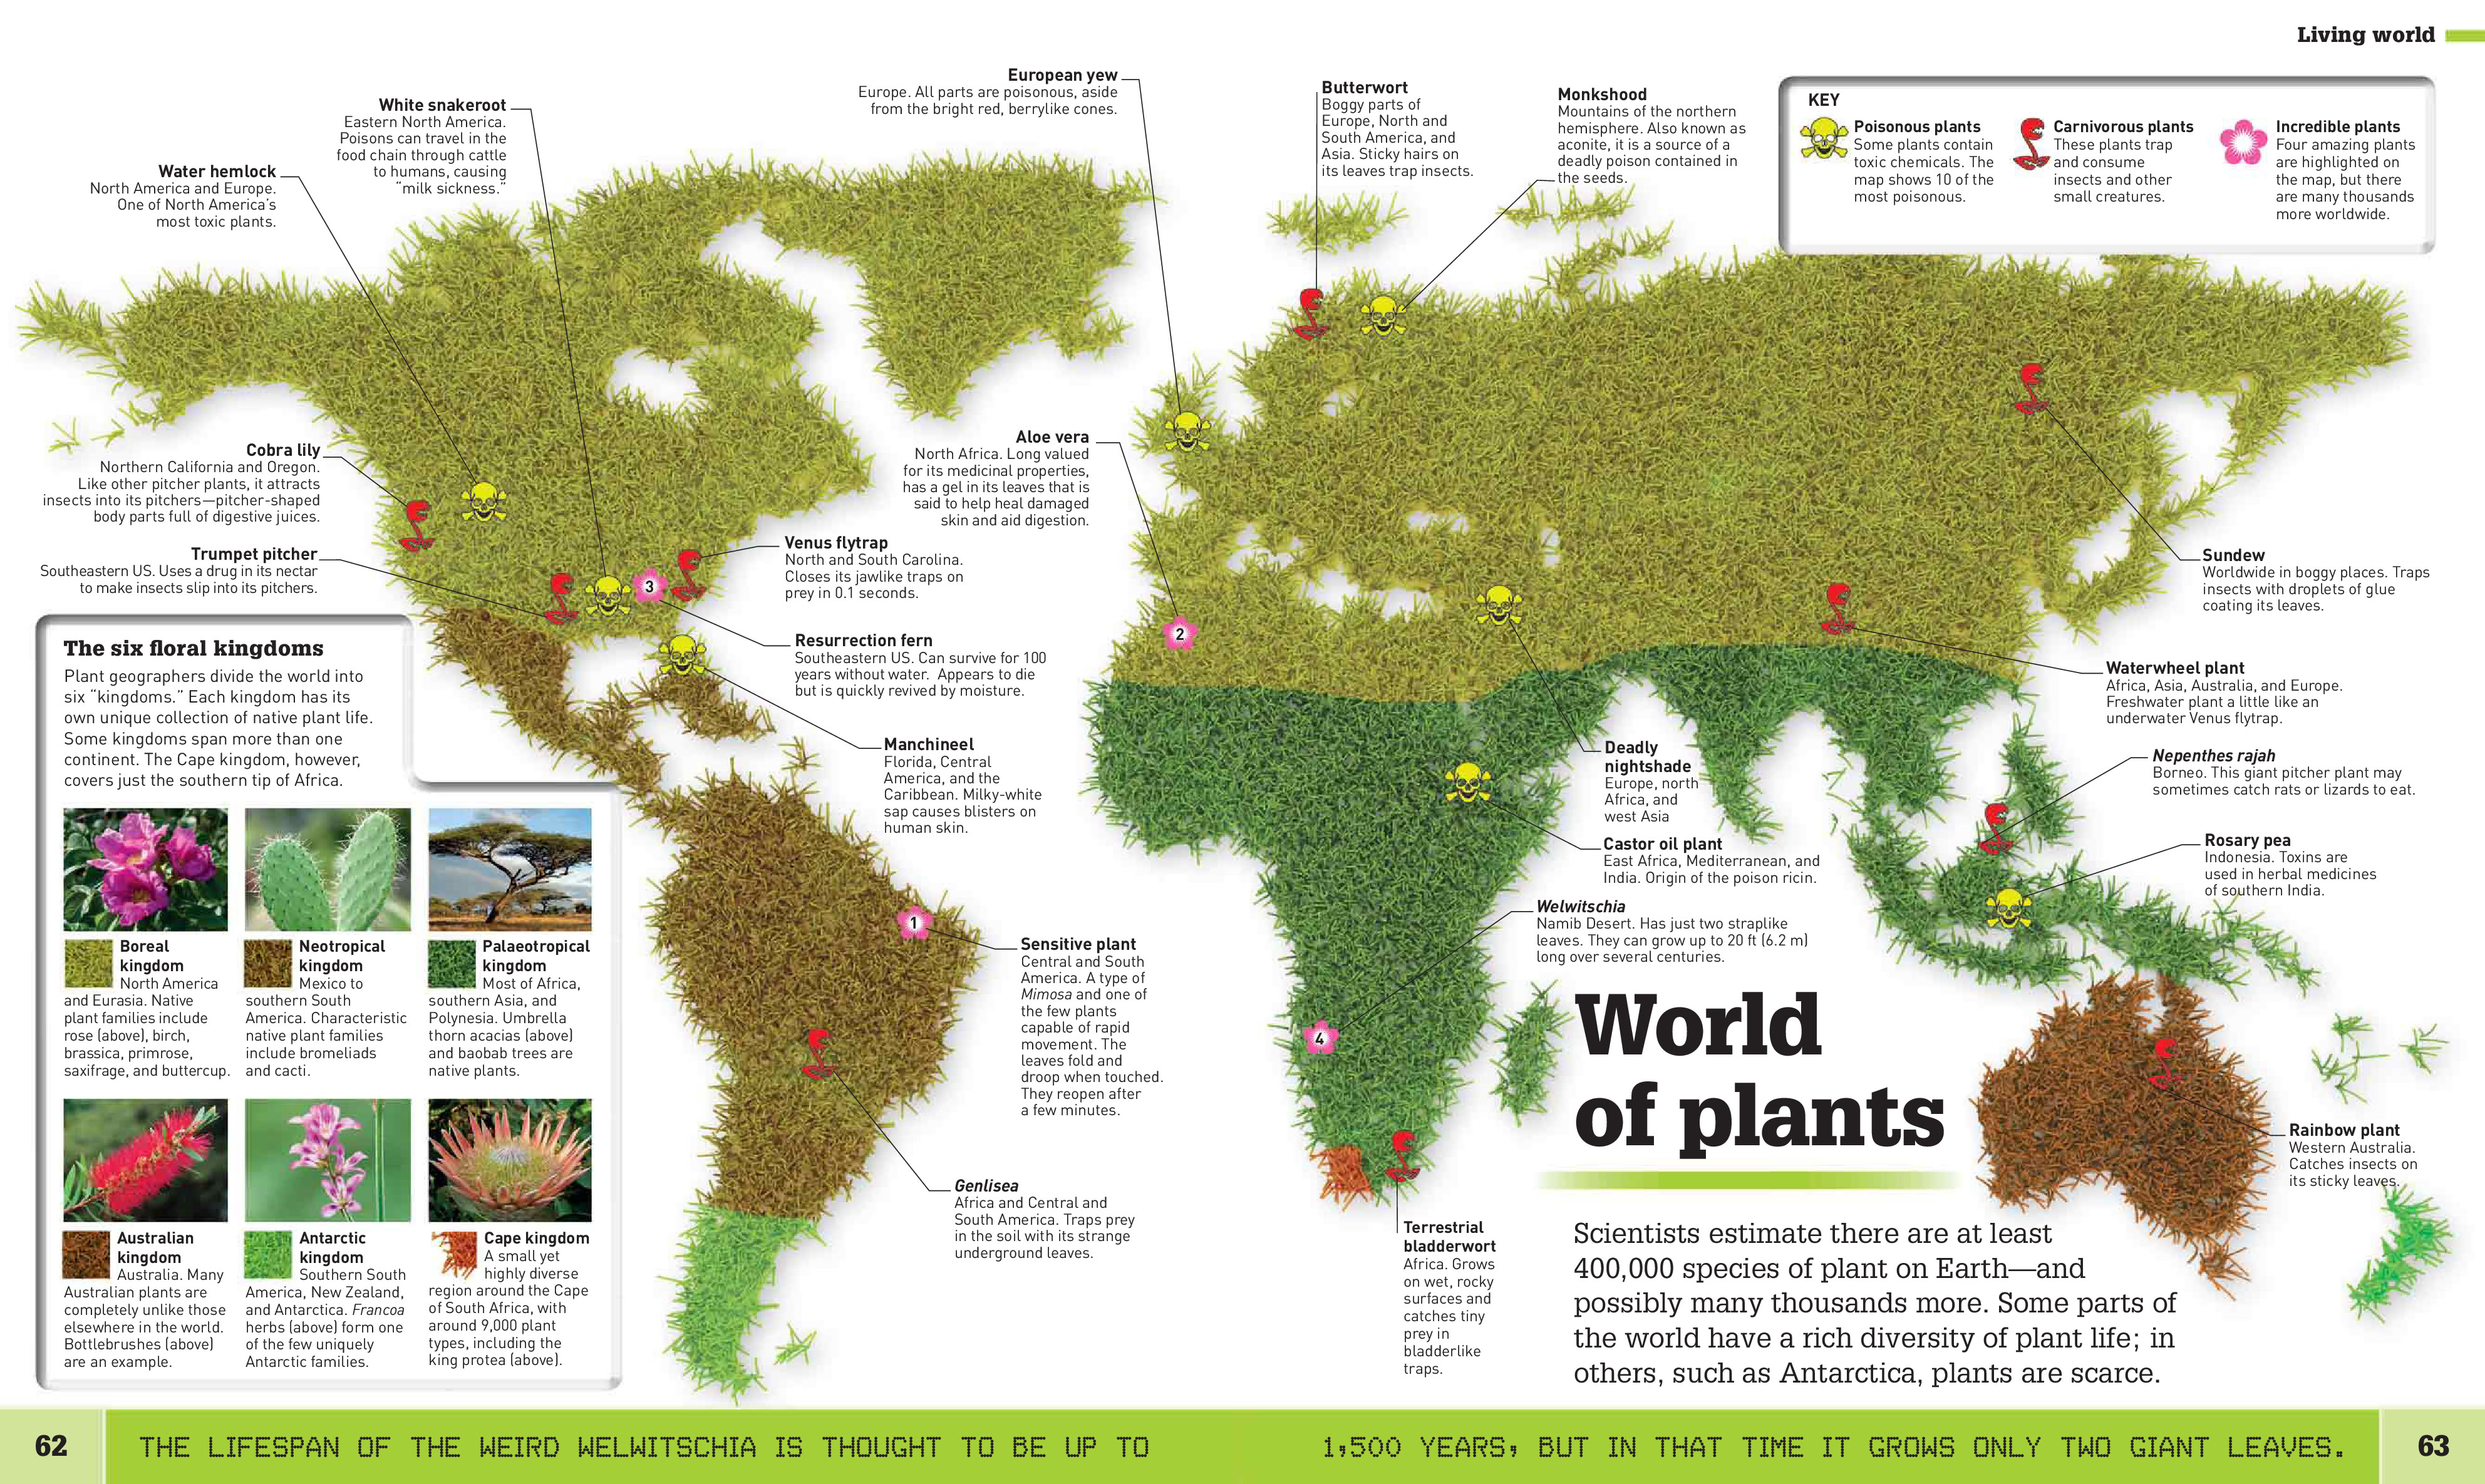 Living world
KEY
Poisonous plants
Some plants contain
toxic chemicals. The
map shows 10 of the
most poisonous.
Carnivorous plants
These plants trap
and consume
insects and other
small creatures.
Incredible plants
Four amazing plants
are highlighted on
the map, but there
are many thousands
more worldwide.
European yew
Europe. All parts are poisonous, aside
from the bright red, berrylike cones.
White snakeroot
Eastern North America.
Poisons can travel in the
food chain through cattle
to humans, causing
“milk sickness.”
Water hemlock
North America and Europe.
One of North America’s
most toxic plants.
Butterwort
Boggy parts of
Europe, North and
South America, and
Asia. Sticky hairs on
its leaves trap insects.
Monkshood
Mountains of the northern
hemisphere. Also known as
aconite, it is a source of a
deadly poison contained in
the seeds.
Cobra lily
Northern California and Oregon.
Like other pitcher plants, it attracts
insects into its pitchers—pitcher-shaped
body parts full of digestive juices.
Trumpet pitcher
Southeastern US. Uses a drug in its nectar
to make insects slip into its pitchers.
Aloe vera
North Africa. Long valued
for its medicinal properties,
has a gel in its leaves that is
said to help heal damaged
skin and aid digestion.
Venus flytrap
North and South Carolina.
Closes its jawlike traps on
prey in 0.1 seconds.
3
2
Resurrection fern
Southeastern US. Can survive for 100
years without water. Appears to die
but is quickly revived by moisture.
Manchineel
Florida, Central
America, and the
Caribbean. Milky-white
sap causes blisters on
human skin.
Sundew
Worldwide in boggy places. Traps
insects with droplets of glue
coating its leaves.
Waterwheel plant
Africa, Asia, Australia, and Europe.
Freshwater plant a little like an
underwater Venus flytrap.
Deadly
nightshade
Europe, north
Africa, and
west Asia
Nepenthes rajah
Borneo. This giant pitcher plant may
sometimes catch rats or lizards to eat.
Castor oil plant
East Africa, Mediterranean, and
India. Origin of the poison ricin.
Rosary pea
Indonesia. Toxins are
used in herbal medicines
of southern India.
Welwitschia
Namib Desert. Has just two straplike
leaves. They can grow up to 20 ft (6.2 m)
long over several centuries.
1
4
Sensitive plant
Central and South
America. A type of
Mimosa and one of
the few plants
capable of rapid
movement. The
leaves fold and
droop when touched.
They reopen after
a few minutes.
Genlisea
Africa and Central and
South America. Traps prey
in the soil with its strange
underground leaves.
Terrestrial
bladderwort
Africa. Grows
on wet, rocky
surfaces and
catches tiny
prey in
bladderlike
traps.
Rainbow plant
Western Australia.
Catches insects on
its sticky leaves.
The six floral kingdoms
Plant geographers divide the world into
six “kingdoms.” Each kingdom has its
own unique collection of native plant life.
Some kingdoms span more than one
continent. The Cape kingdom, however,
covers just the southern tip of Africa.
Boreal
kingdom
North America
and Eurasia. Native
plant families include
rose (above), birch,
brassica, primrose,
saxifrage, and buttercup.
Neotropical
kingdom
Mexico to
southern South
America. Characteristic
native plant families
include bromeliads
and cacti.
Palaeotropical
kingdom
Most of Africa,
southern Asia, and
Polynesia. Umbrella
thorn acacias (above)
and baobab trees are
native plants.
Australian
kingdom
Australia. Many
Australian plants are
completely unlike those
elsewhere in the world.
Bottlebrushes (above)
are an example.
Antarctic
kingdom
Southern South
America, New Zealand,
and Antarctica. Francoa
herbs (above) form one
of the few uniquely
Antarctic families.
Cape kingdom
A small yet
highly diverse
region around the Cape
of South Africa, with
around 9,000 plant
types, including the
king protea (above).
World
of plants
Scientists estimate there are at least
400,000 species of plant on Earth—and
possibly many thousands more. Some parts of
the world have a rich diversity of plant life; in
others, such as Antarctica, plants are scarce.
62
THE LIFESPAN OF THE WEIRD WELWITSCHIA IS THOUGHT TO BE UP TO 1,500 YEARS, BUT IN THAT TIME IT GROWS ONLY TWO GIANT LEAVES.
63